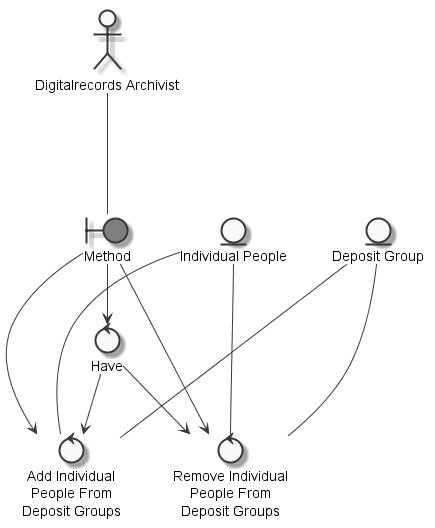 Digitalrecords Archivist
Method
Individual People
Deposit Group
Have
Add Individual
People From
Deposit Groups
Remove Individual
People From
Deposit Groups